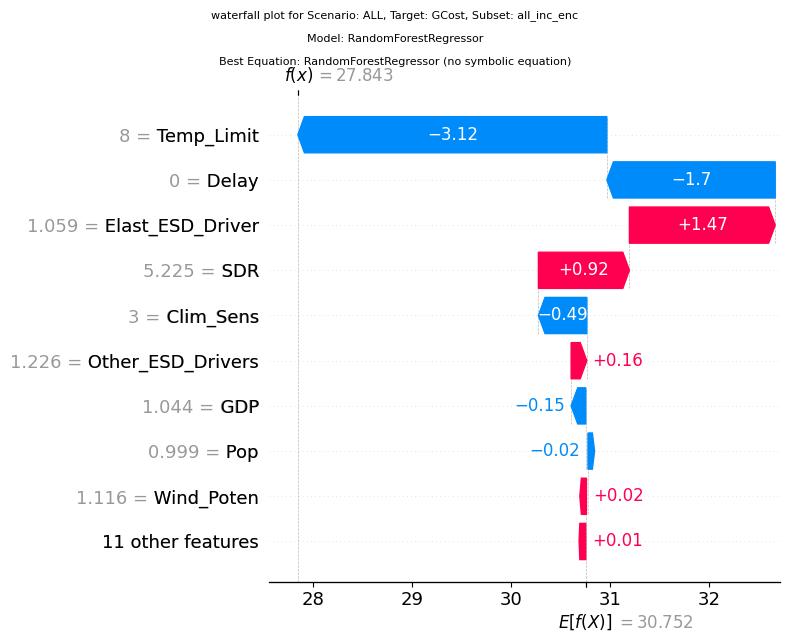 waterfall plot for Scenario: ALL, Target: GCost, Subset: all_inc_enc
Model: RandomForestRegressor
Best Equation: RandomForestRegressor (no symbolic equation)
f(x) = 27.843
8 = Temp_Limit −3.12
0 = Delay −1.7
1.059 = Elast_ESD_Driver +1.47
5.225 = SDR +0.92
3 = Clim_Sens −0.49
1.226 = Other_ESD_Drivers +0.16
1.044 = GDP −0.15
0.999 = Pop −0.02
1.116 = Wind_Poten +0.02
11 other features +0.01
28 29 30 31 32
E[f(X)] = 30.752